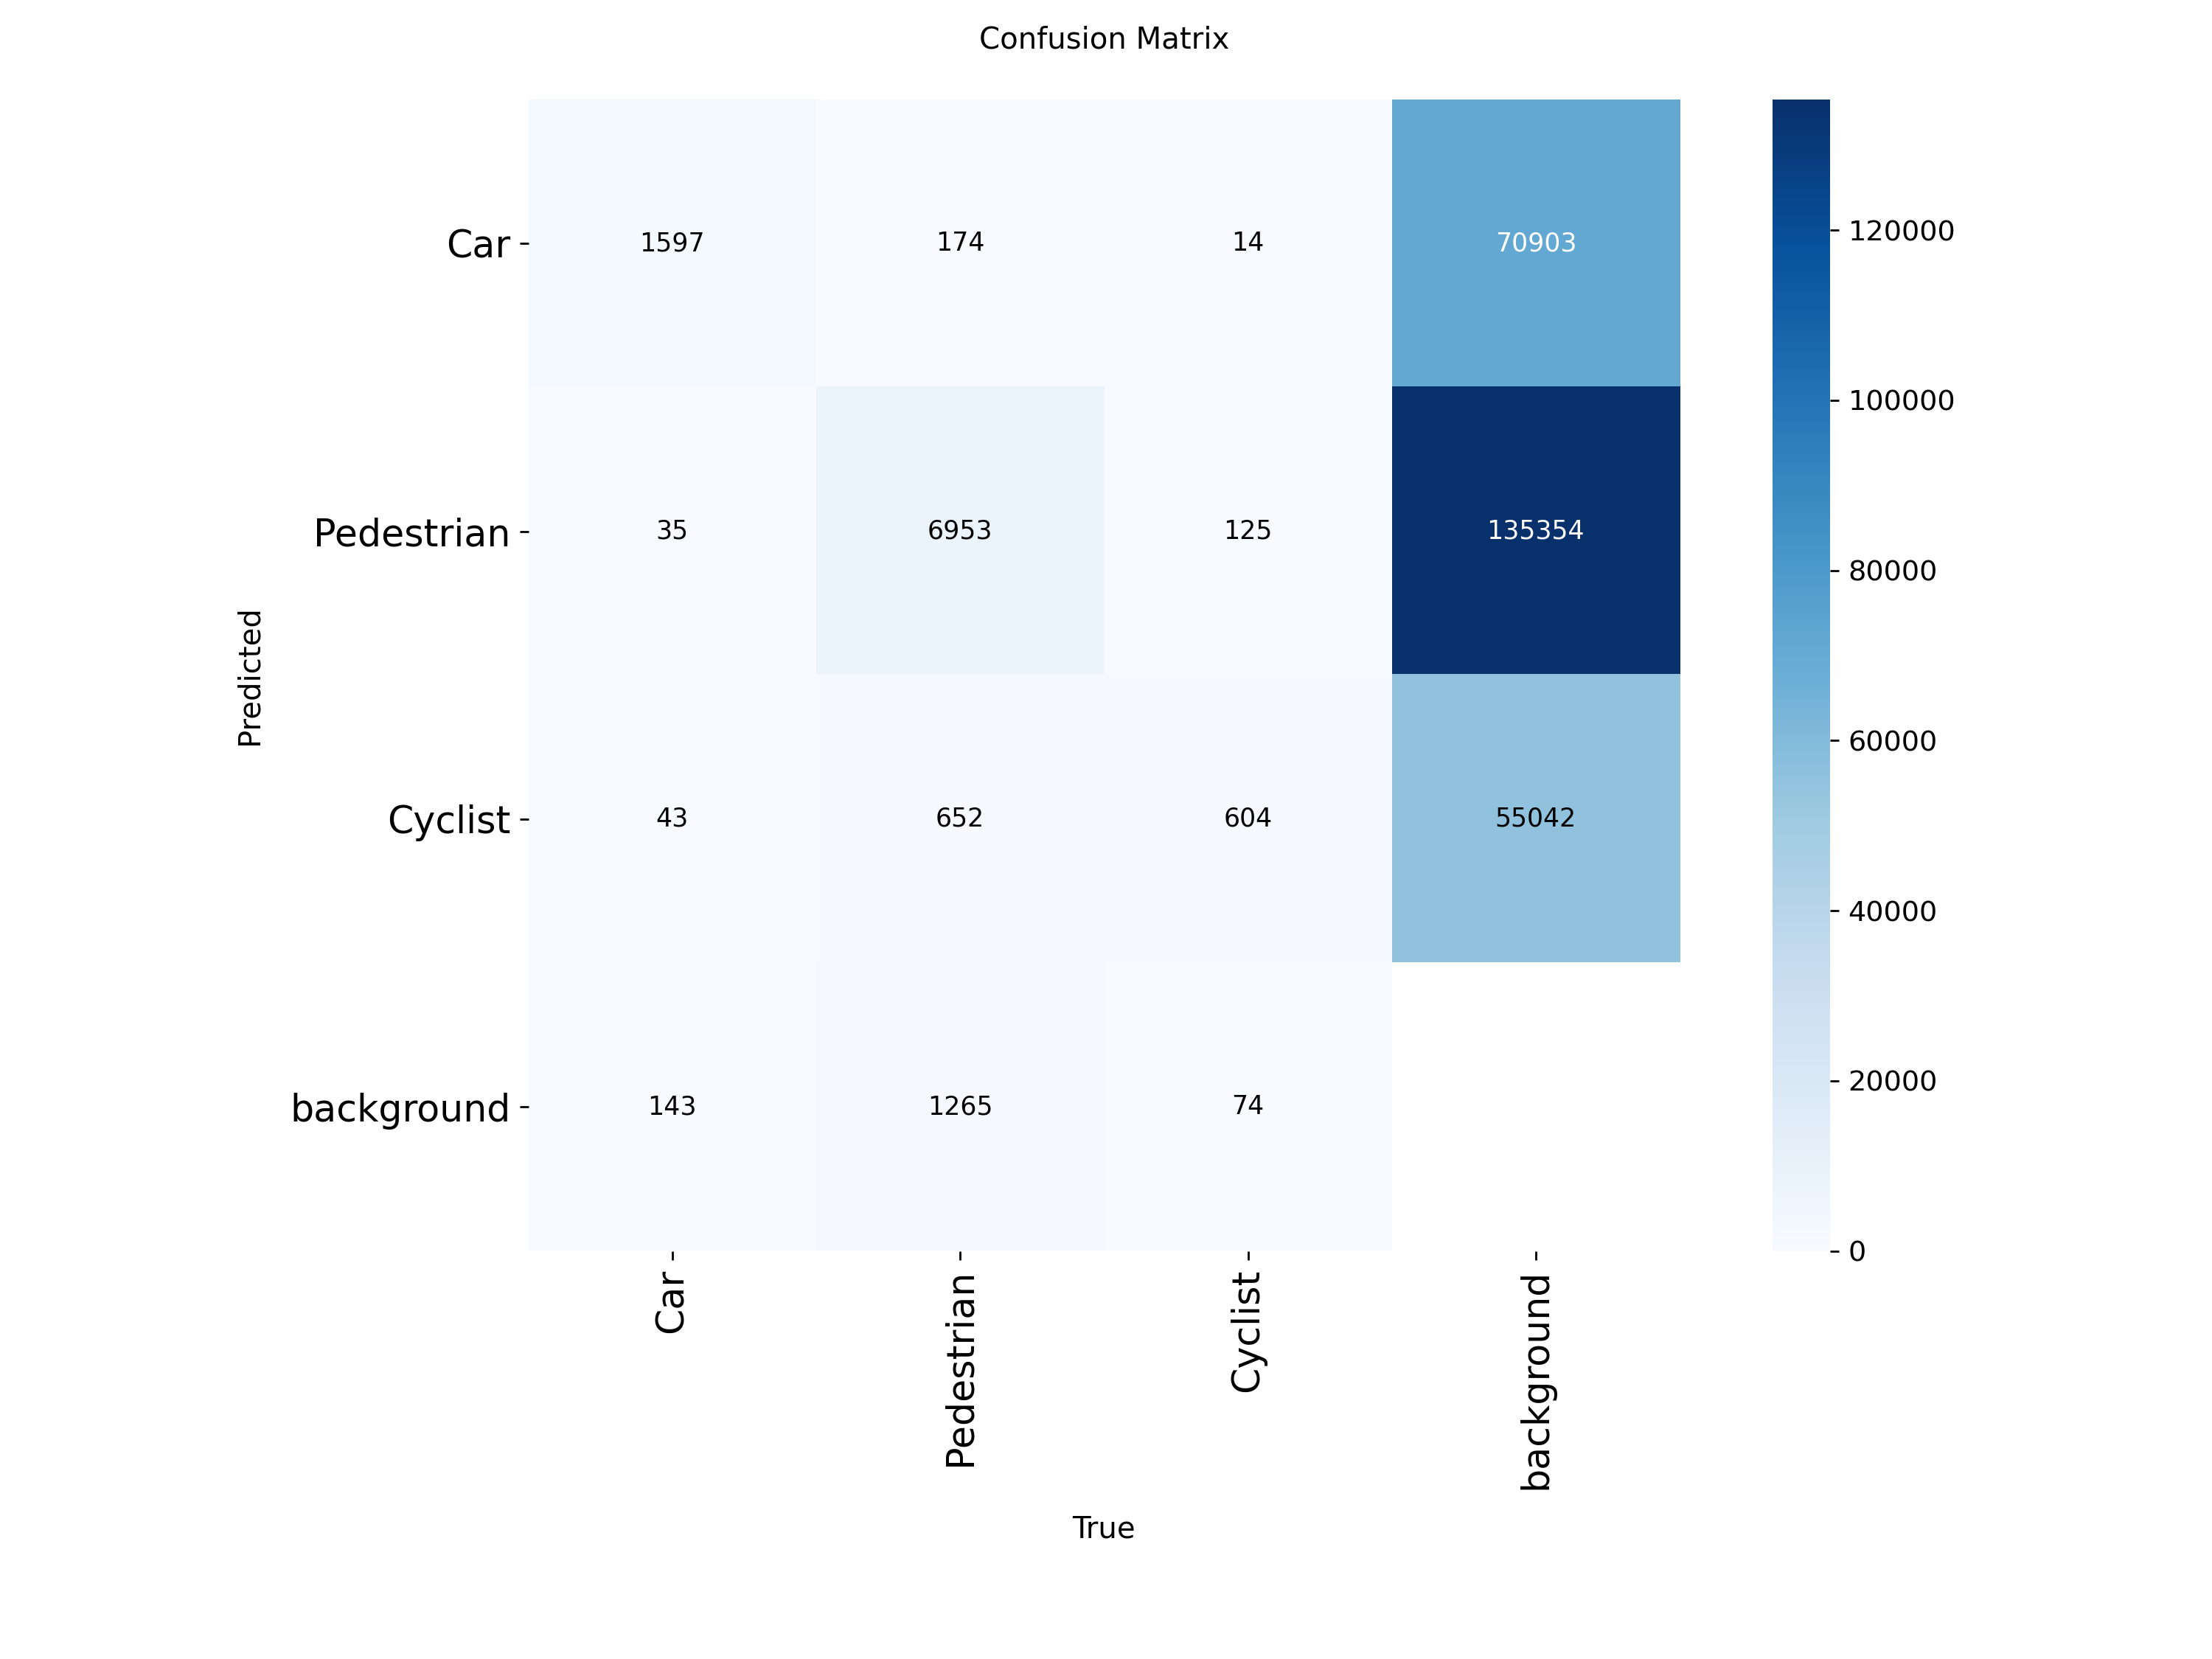 Confusion Matrix
Car 1597 174 14 70903
Pedestrian 35 6953 125 135354
Cyclist 43 652 604 55042
background 143 1265 74
Car Pedestrian Cyclist background
Predicted
True
120000
100000
80000
60000
40000
20000
0